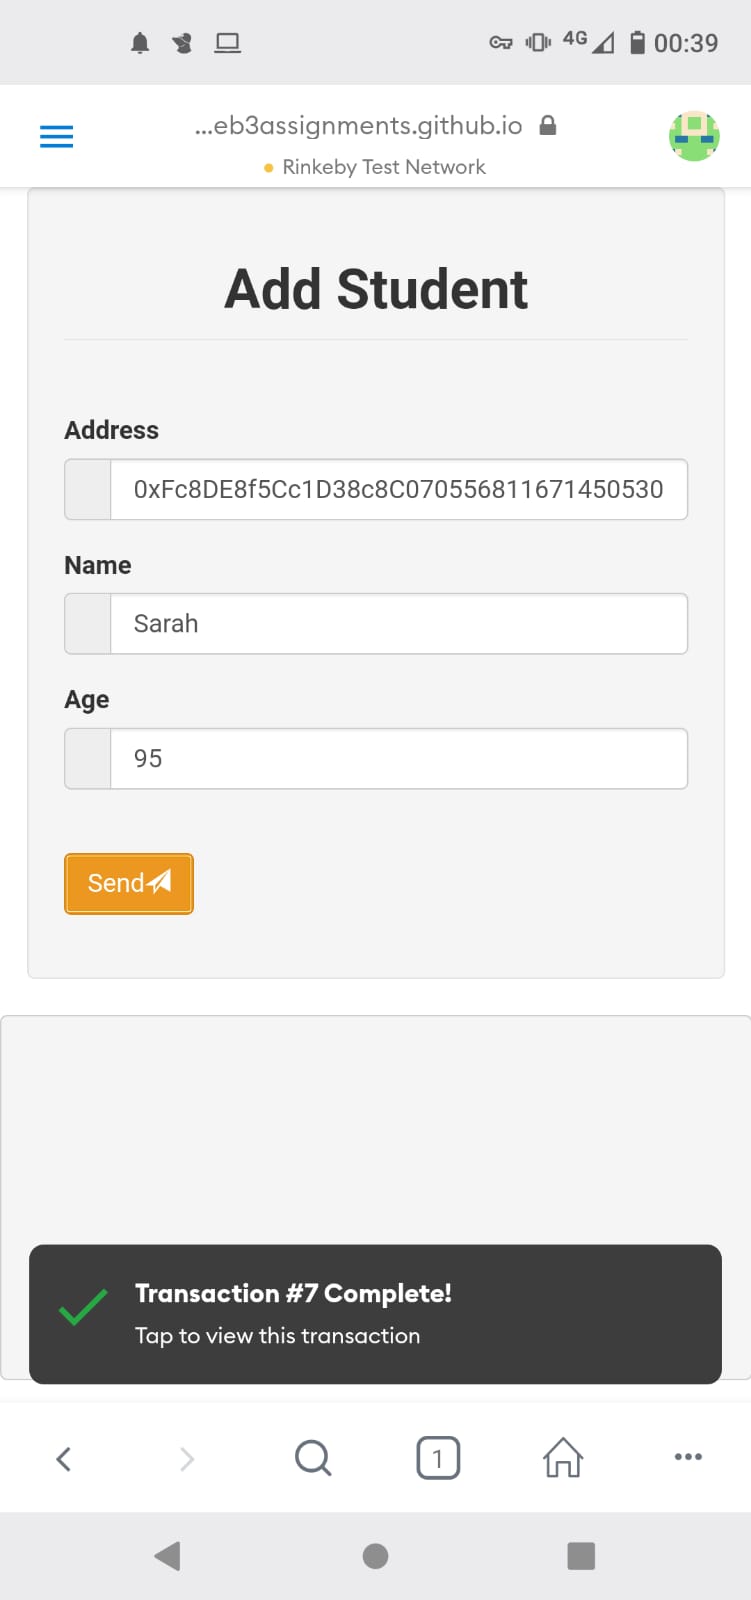 4G 00:39
...eb3assignments.github.io
Rinkeby Test Network
Add Student
Address
0xFc8DE8f5Cc1D38c8C070556811671450530
Name
Sarah
Age
95
Send
Transaction #7 Complete!
Tap to view this transaction
1